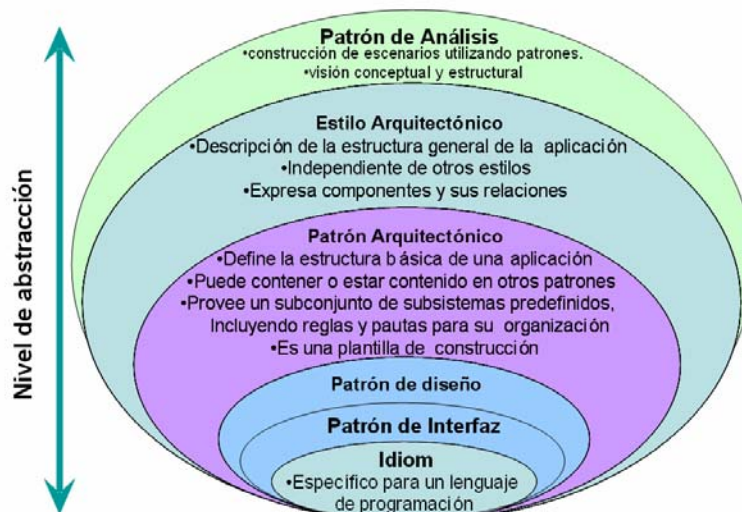 Patrón de Análisis
•construcción de escenarios utilizando patrones.
•visión conceptual y estructural
Estilo Arquitectónico
•Descripción de la estructura general de la aplicación
•Independiente de otros estilos
•Expresa componentes y sus relaciones
Patrón Arquitectónico
•Define la estructura básica de una aplicación
•Puede contener o estar contenido en otros patrones
•Provee un subconjunto de subsistemas predefinidos,
Incluyendo reglas y pautas para su organización
•Es una plantilla de construcción
Patrón de diseño
Patrón de Interfaz
Idiom
•Específico para un lenguaje
de programación
Nivel de abstracción